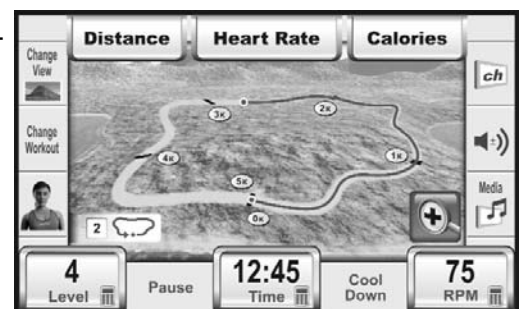 Distance
Heart Rate
Calories
Change
View
Change
Workout
ch
±
Media
3K
2K
1K
4K
5K
0K
2
4
Level
Pause
12:45
Time
Cool
Down
75
RPM